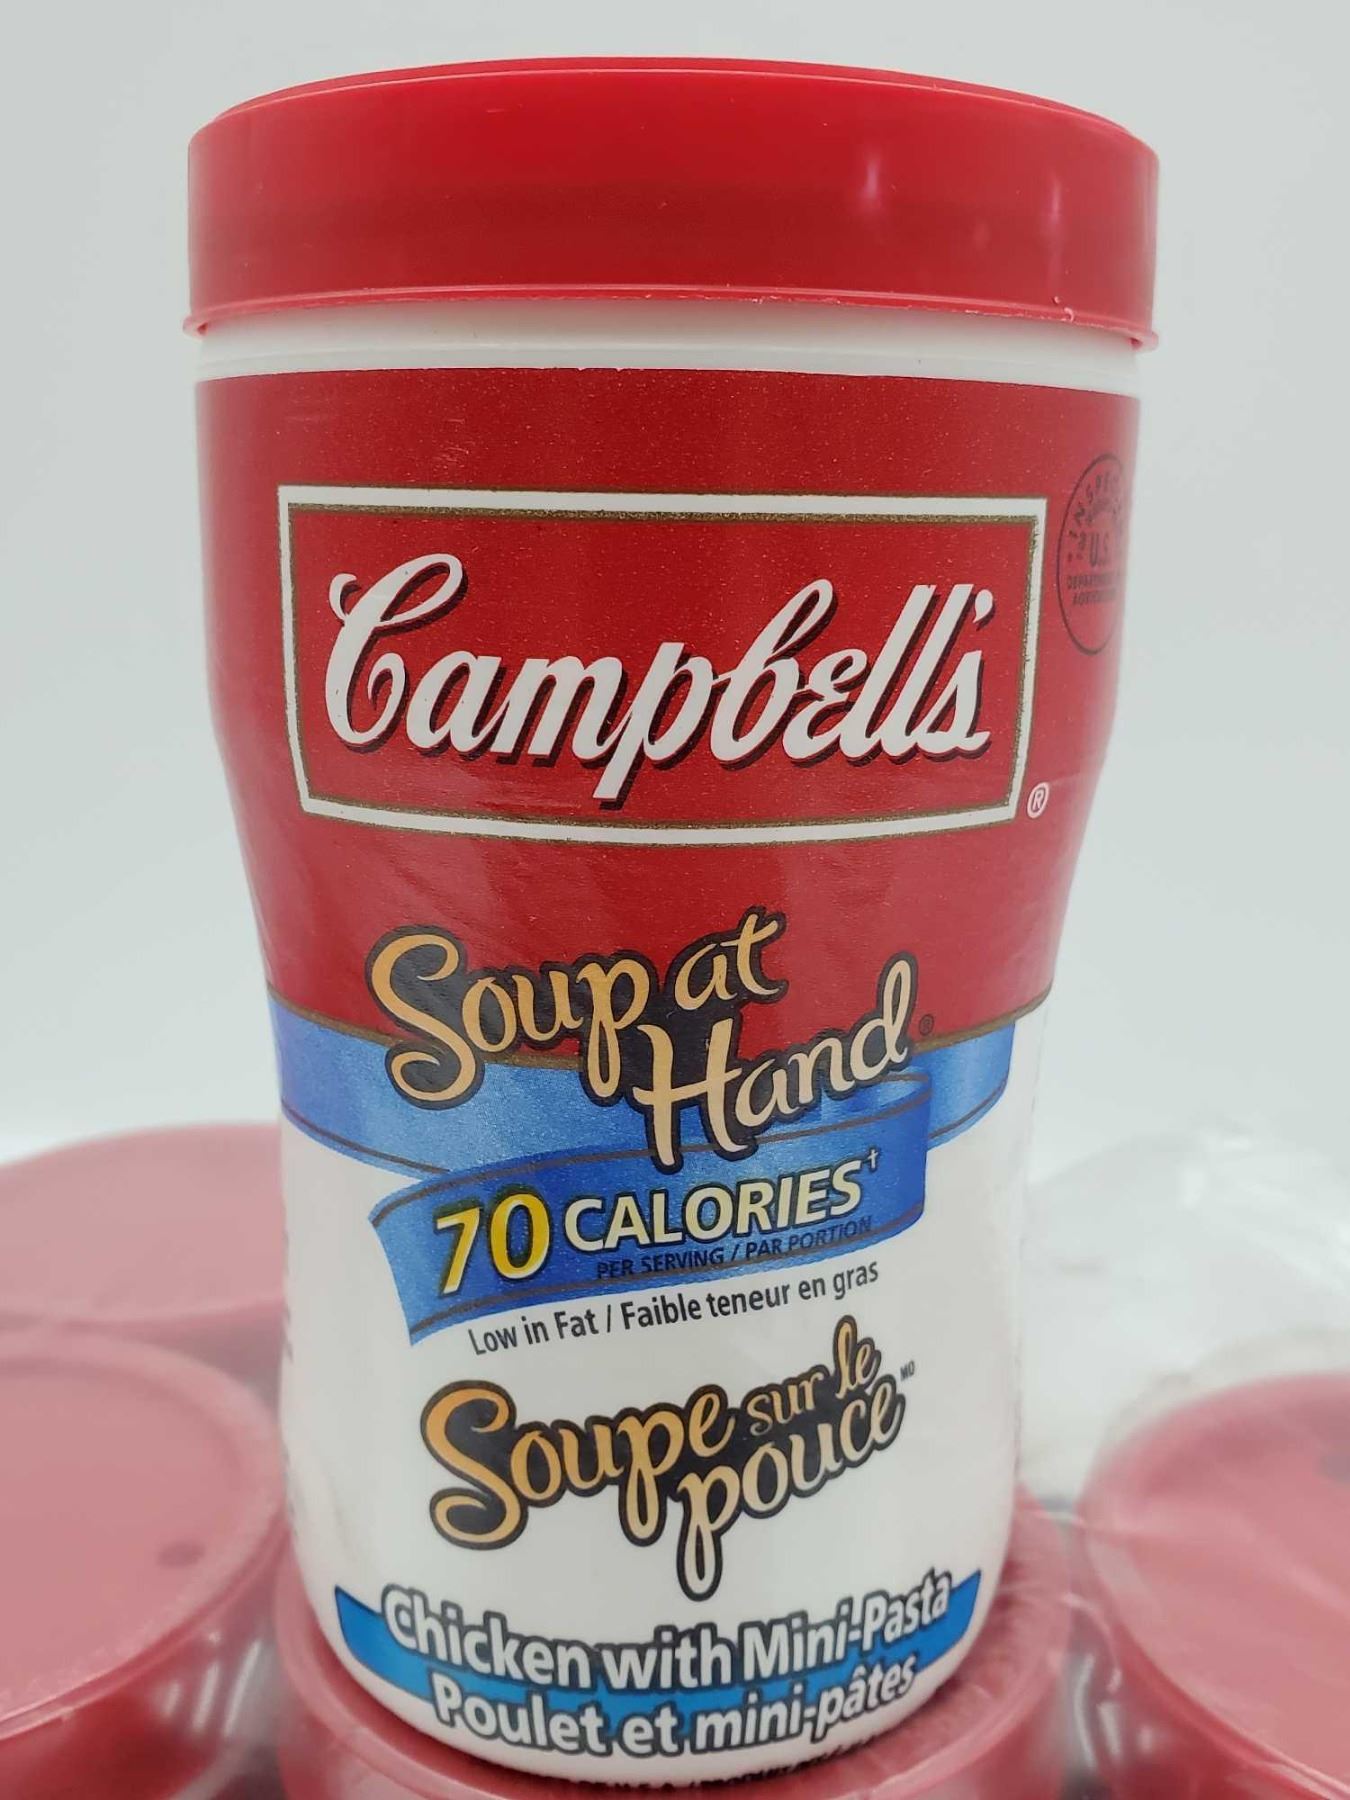 Campbell's®
U.S.
Soup at
Hand®
70 CALORIES†
PER SERVING / PAR PORTION
Low in Fat / Faible teneur en gras
Soupe sur le
pouce MD
Chicken with Mini-Pasta
Poulet et mini-pâtes